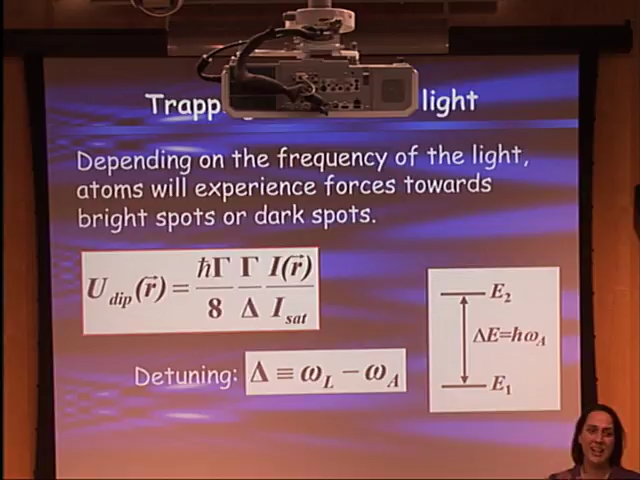 Trapp light
Depending on the frequency of the light,
atoms will experience forces towards
bright spots or dark spots.
U_dip(r⃗) = ħΓ/8 Γ/Δ I(r⃗)/I_sat
E₂
ΔE=ħω_A
E₁
Detuning: Δ ≡ ω_L − ω_A